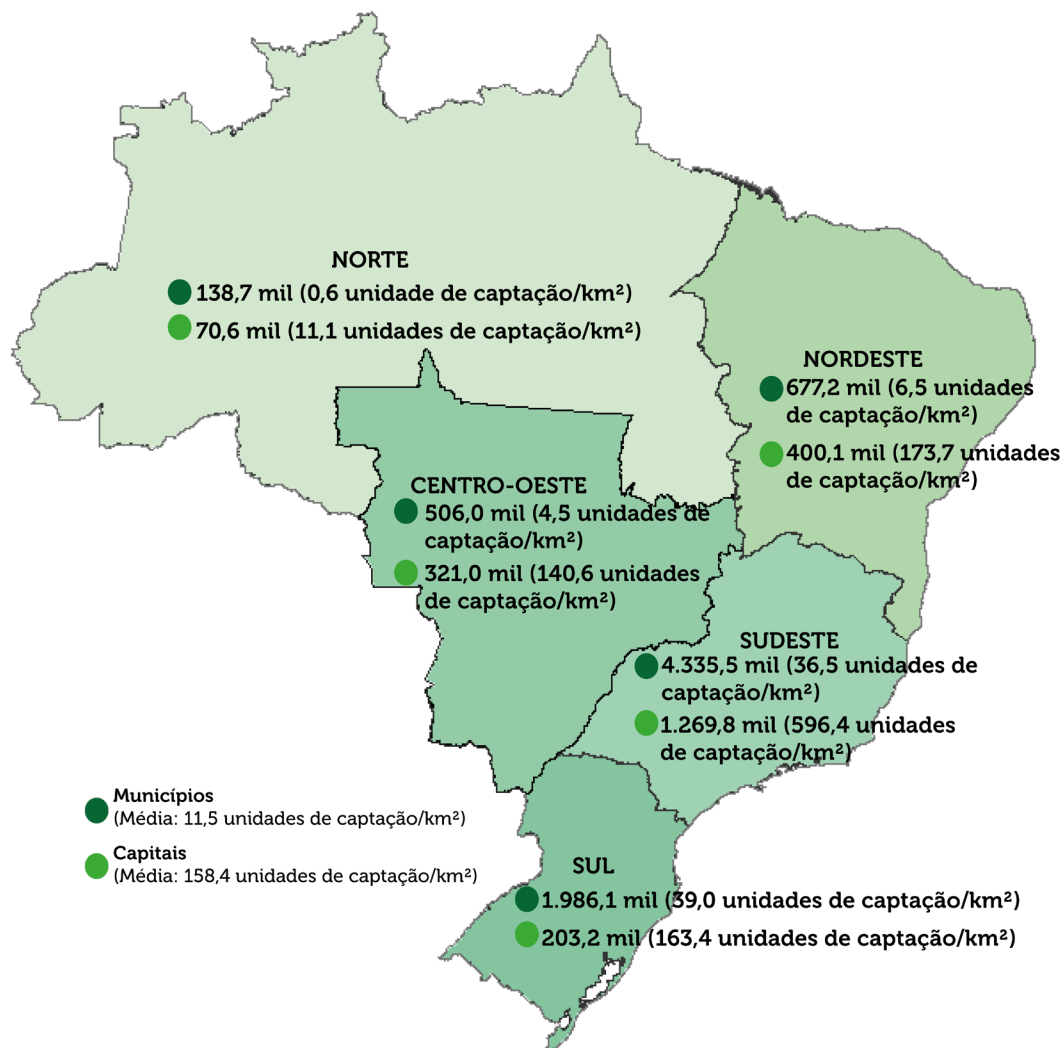 NORTE
138,7 mil (0,6 unidade de captação/km²)
70,6 mil (11,1 unidades de captação/km²)
NORDESTE
677,2 mil (6,5 unidades
de captação/km²)
400,1 mil (173,7 unidades
de captação/km²)
CENTRO-OESTE
506,0 mil (4,5 unidades de
captação/km²)
321,0 mil (140,6 unidades
de captação/km²)
SUDESTE
4.335,5 mil (36,5 unidades de
captação/km²)
1.269,8 mil (596,4 unidades
de captação/km²)
Municípios
(Média: 11,5 unidades de captação/km²)
Capitais
(Média: 158,4 unidades de captação/km²)
SUL
1.986,1 mil (39,0 unidades de captação/km²)
203,2 mil (163,4 unidades de captação/km²)